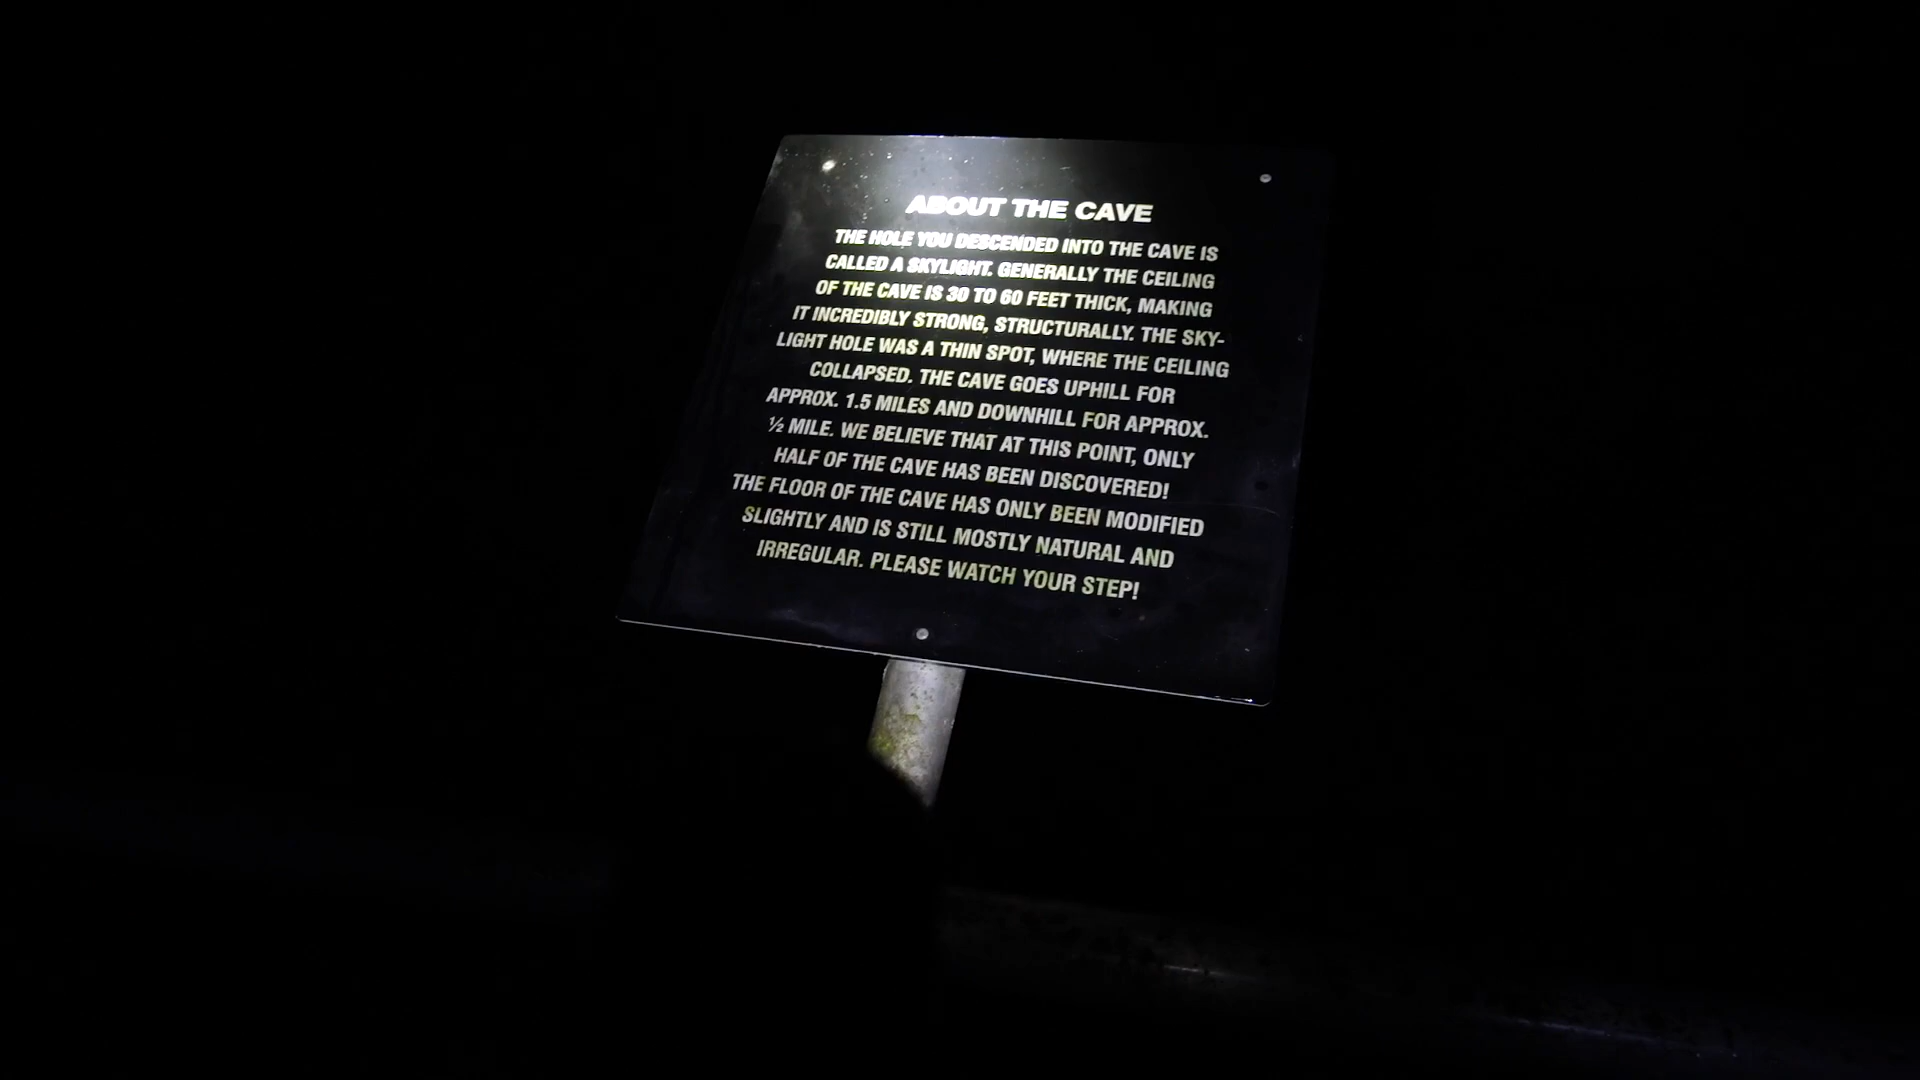 ABOUT THE CAVE
THE HOLE YOU DESCENDED INTO THE CAVE IS
CALLED A SKYLIGHT. GENERALLY THE CEILING
OF THE CAVE IS 30 TO 60 FEET THICK, MAKING
IT INCREDIBLY STRONG, STRUCTURALLY. THE SKY-
LIGHT HOLE WAS A THIN SPOT, WHERE THE CEILING
COLLAPSED. THE CAVE GOES UPHILL FOR
APPROX. 1.5 MILES AND DOWNHILL FOR APPROX.
½ MILE. WE BELIEVE THAT AT THIS POINT, ONLY
HALF OF THE CAVE HAS BEEN DISCOVERED!
THE FLOOR OF THE CAVE HAS ONLY BEEN MODIFIED
SLIGHTLY AND IS STILL MOSTLY NATURAL AND
IRREGULAR. PLEASE WATCH YOUR STEP!